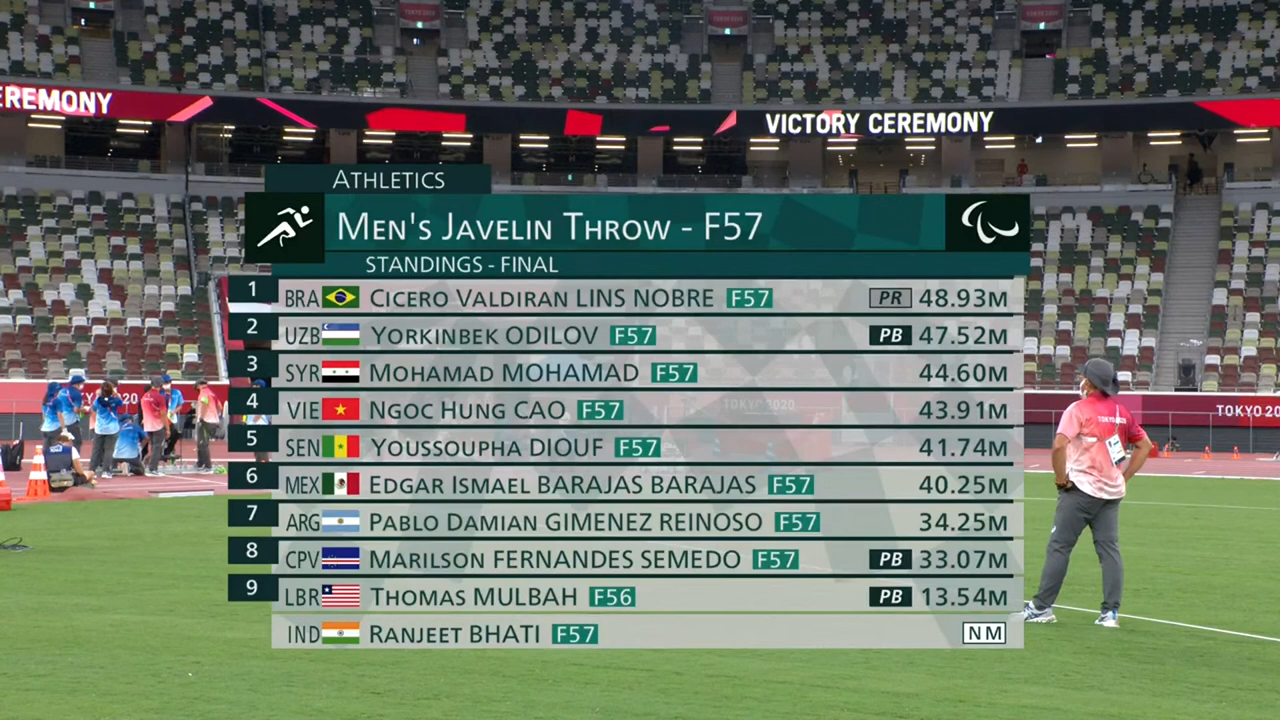 TOKYO 2020
EREMONY
VICTORY CEREMONY
ATHLETICS
MEN'S JAVELIN THROW - F57
STANDINGS - FINAL
1 BRA CICERO VALDIRAN LINS NOBRE F57 PR 48.93M
2 UZB YORKINBEK ODILOV F57 PB 47.52M
3 SYR MOHAMAD MOHAMAD F57 44.60M
4 VIE NGOC HUNG CAO F57 43.91M
5 SEN YOUSSOUPHA DIOUF F57 41.74M
6 MEX EDGAR ISMAEL BARAJAS BARAJAS F57 40.25M
7 ARG PABLO DAMIAN GIMENEZ REINOSO F57 34.25M
8 CPV MARILSON FERNANDES SEMEDO F57 PB 33.07M
9 LBR THOMAS MULBAH F56 PB 13.54M
IND RANJEET BHATI F57 NM
TOKYO 2020
TOKYO 20